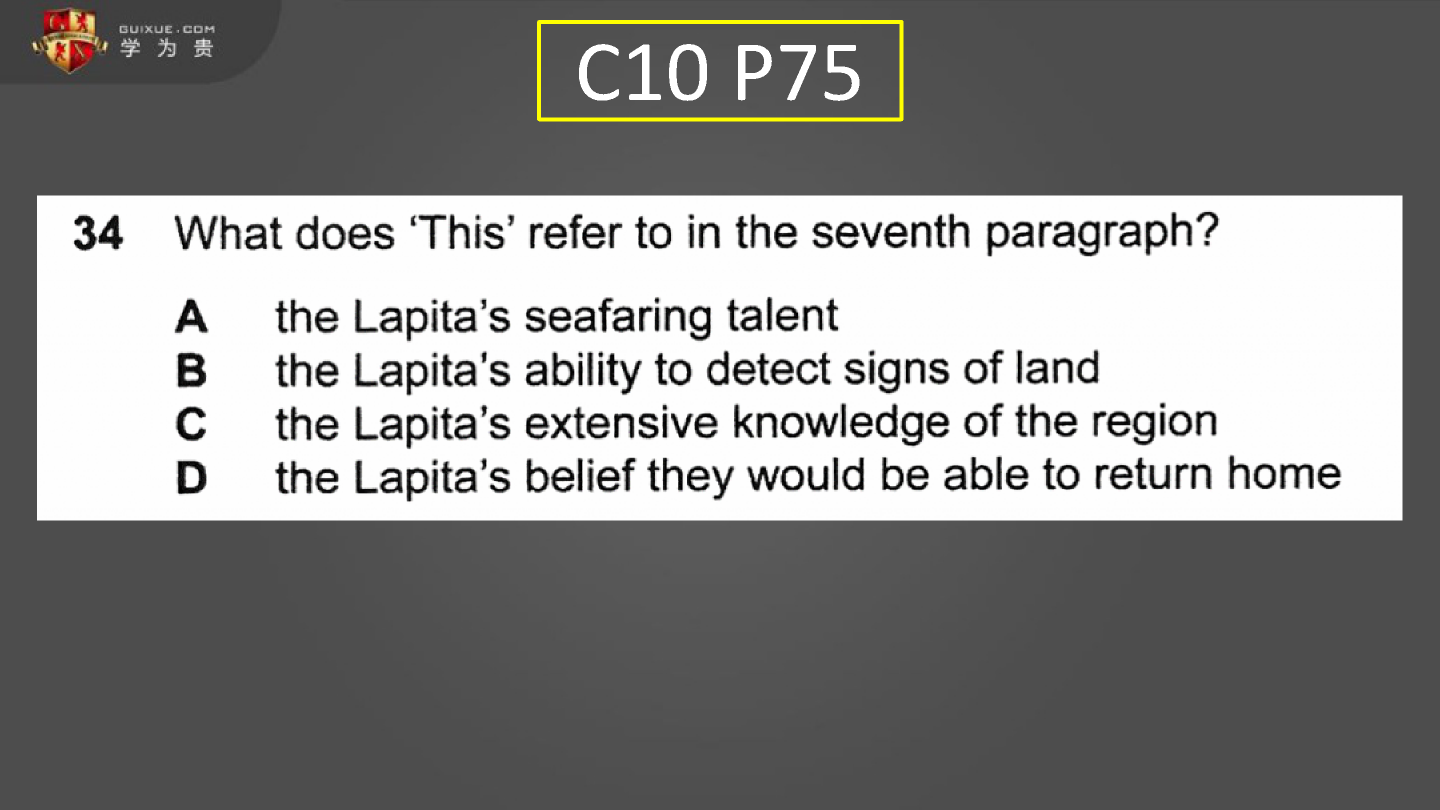 GUIXUE.COM
学为贵
C10 P75
34 What does ‘This’ refer to in the seventh paragraph?
A the Lapita’s seafaring talent
B the Lapita’s ability to detect signs of land
C the Lapita’s extensive knowledge of the region
D the Lapita’s belief they would be able to return home